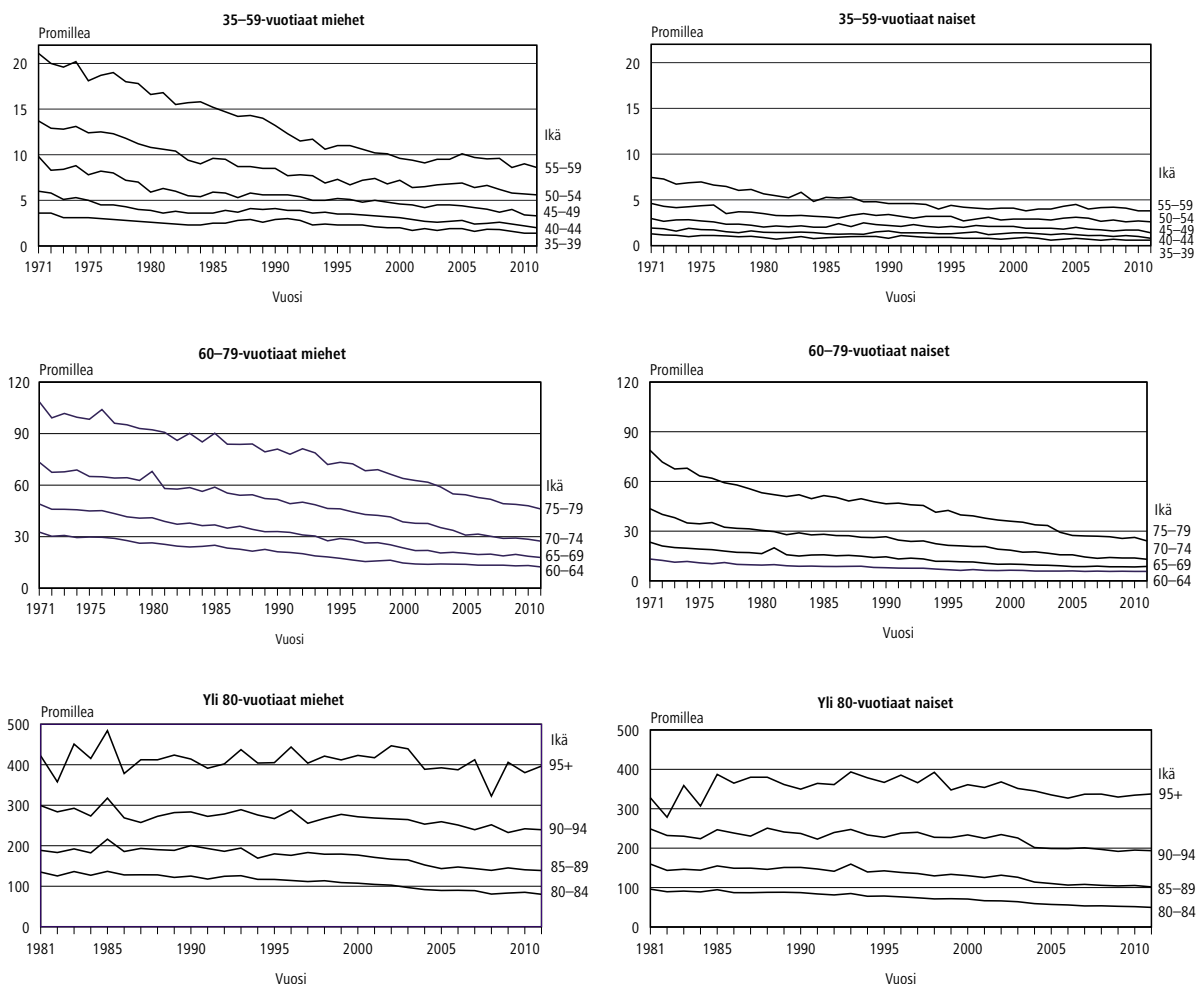 35–59-vuotiaat miehet
Promillea
20
15
10
5
0
1971 1975 1980 1985 1990 1995 2000 2005 2010
Vuosi
Ikä
55–59
50–54
45–49
40–44
35–39
35–59-vuotiaat naiset
Promillea
20
15
10
5
0
1971 1975 1980 1985 1990 1995 2000 2005 2010
Vuosi
Ikä
55–59
50–54
45–49
40–44
35–39
60–79-vuotiaat miehet
Promillea
120
90
60
30
0
1971 1975 1980 1985 1990 1995 2000 2005 2010
Vuosi
Ikä
75–79
70–74
65–69
60–64
60–79-vuotiaat naiset
Promillea
120
90
60
30
0
1971 1975 1980 1985 1990 1995 2000 2005 2010
Vuosi
Ikä
75–79
70–74
65–69
60–64
Yli 80-vuotiaat miehet
Promillea
500
400
300
200
100
0
1981 1985 1990 1995 2000 2005 2010
Vuosi
Ikä
95+
90–94
85–89
80–84
Yli 80-vuotiaat naiset
Promillea
500
400
300
200
100
0
1981 1985 1990 1995 2000 2005 2010
Vuosi
Ikä
95+
90–94
85–89
80–84